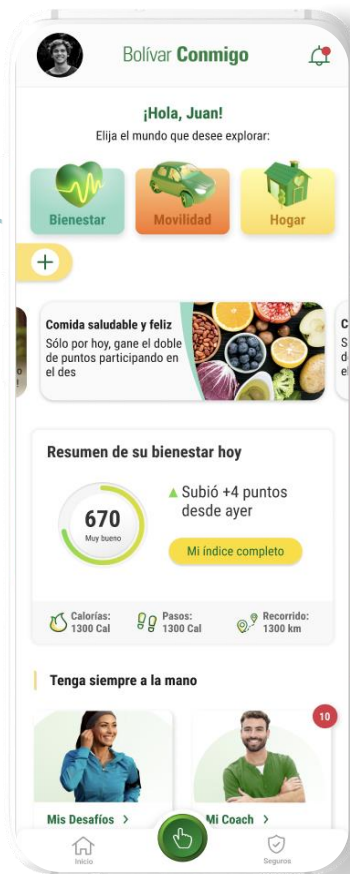 Bolívar Conmigo
¡Hola, Juan!
Elija el mundo que desee explorar:
Bienestar
Movilidad
Hogar
+
Comida saludable y feliz
Sólo por hoy, gane el doble
de puntos participando en
el des
Resumen de su bienestar hoy
670
Muy bueno
Subió +4 puntos
desde ayer
Mi índice completo
Calorías:
1300 Cal
Pasos:
1300 Cal
Recorrido:
1300 km
Tenga siempre a la mano
10
Mis Desafíos >
Mi Coach >
Inicio
Seguros